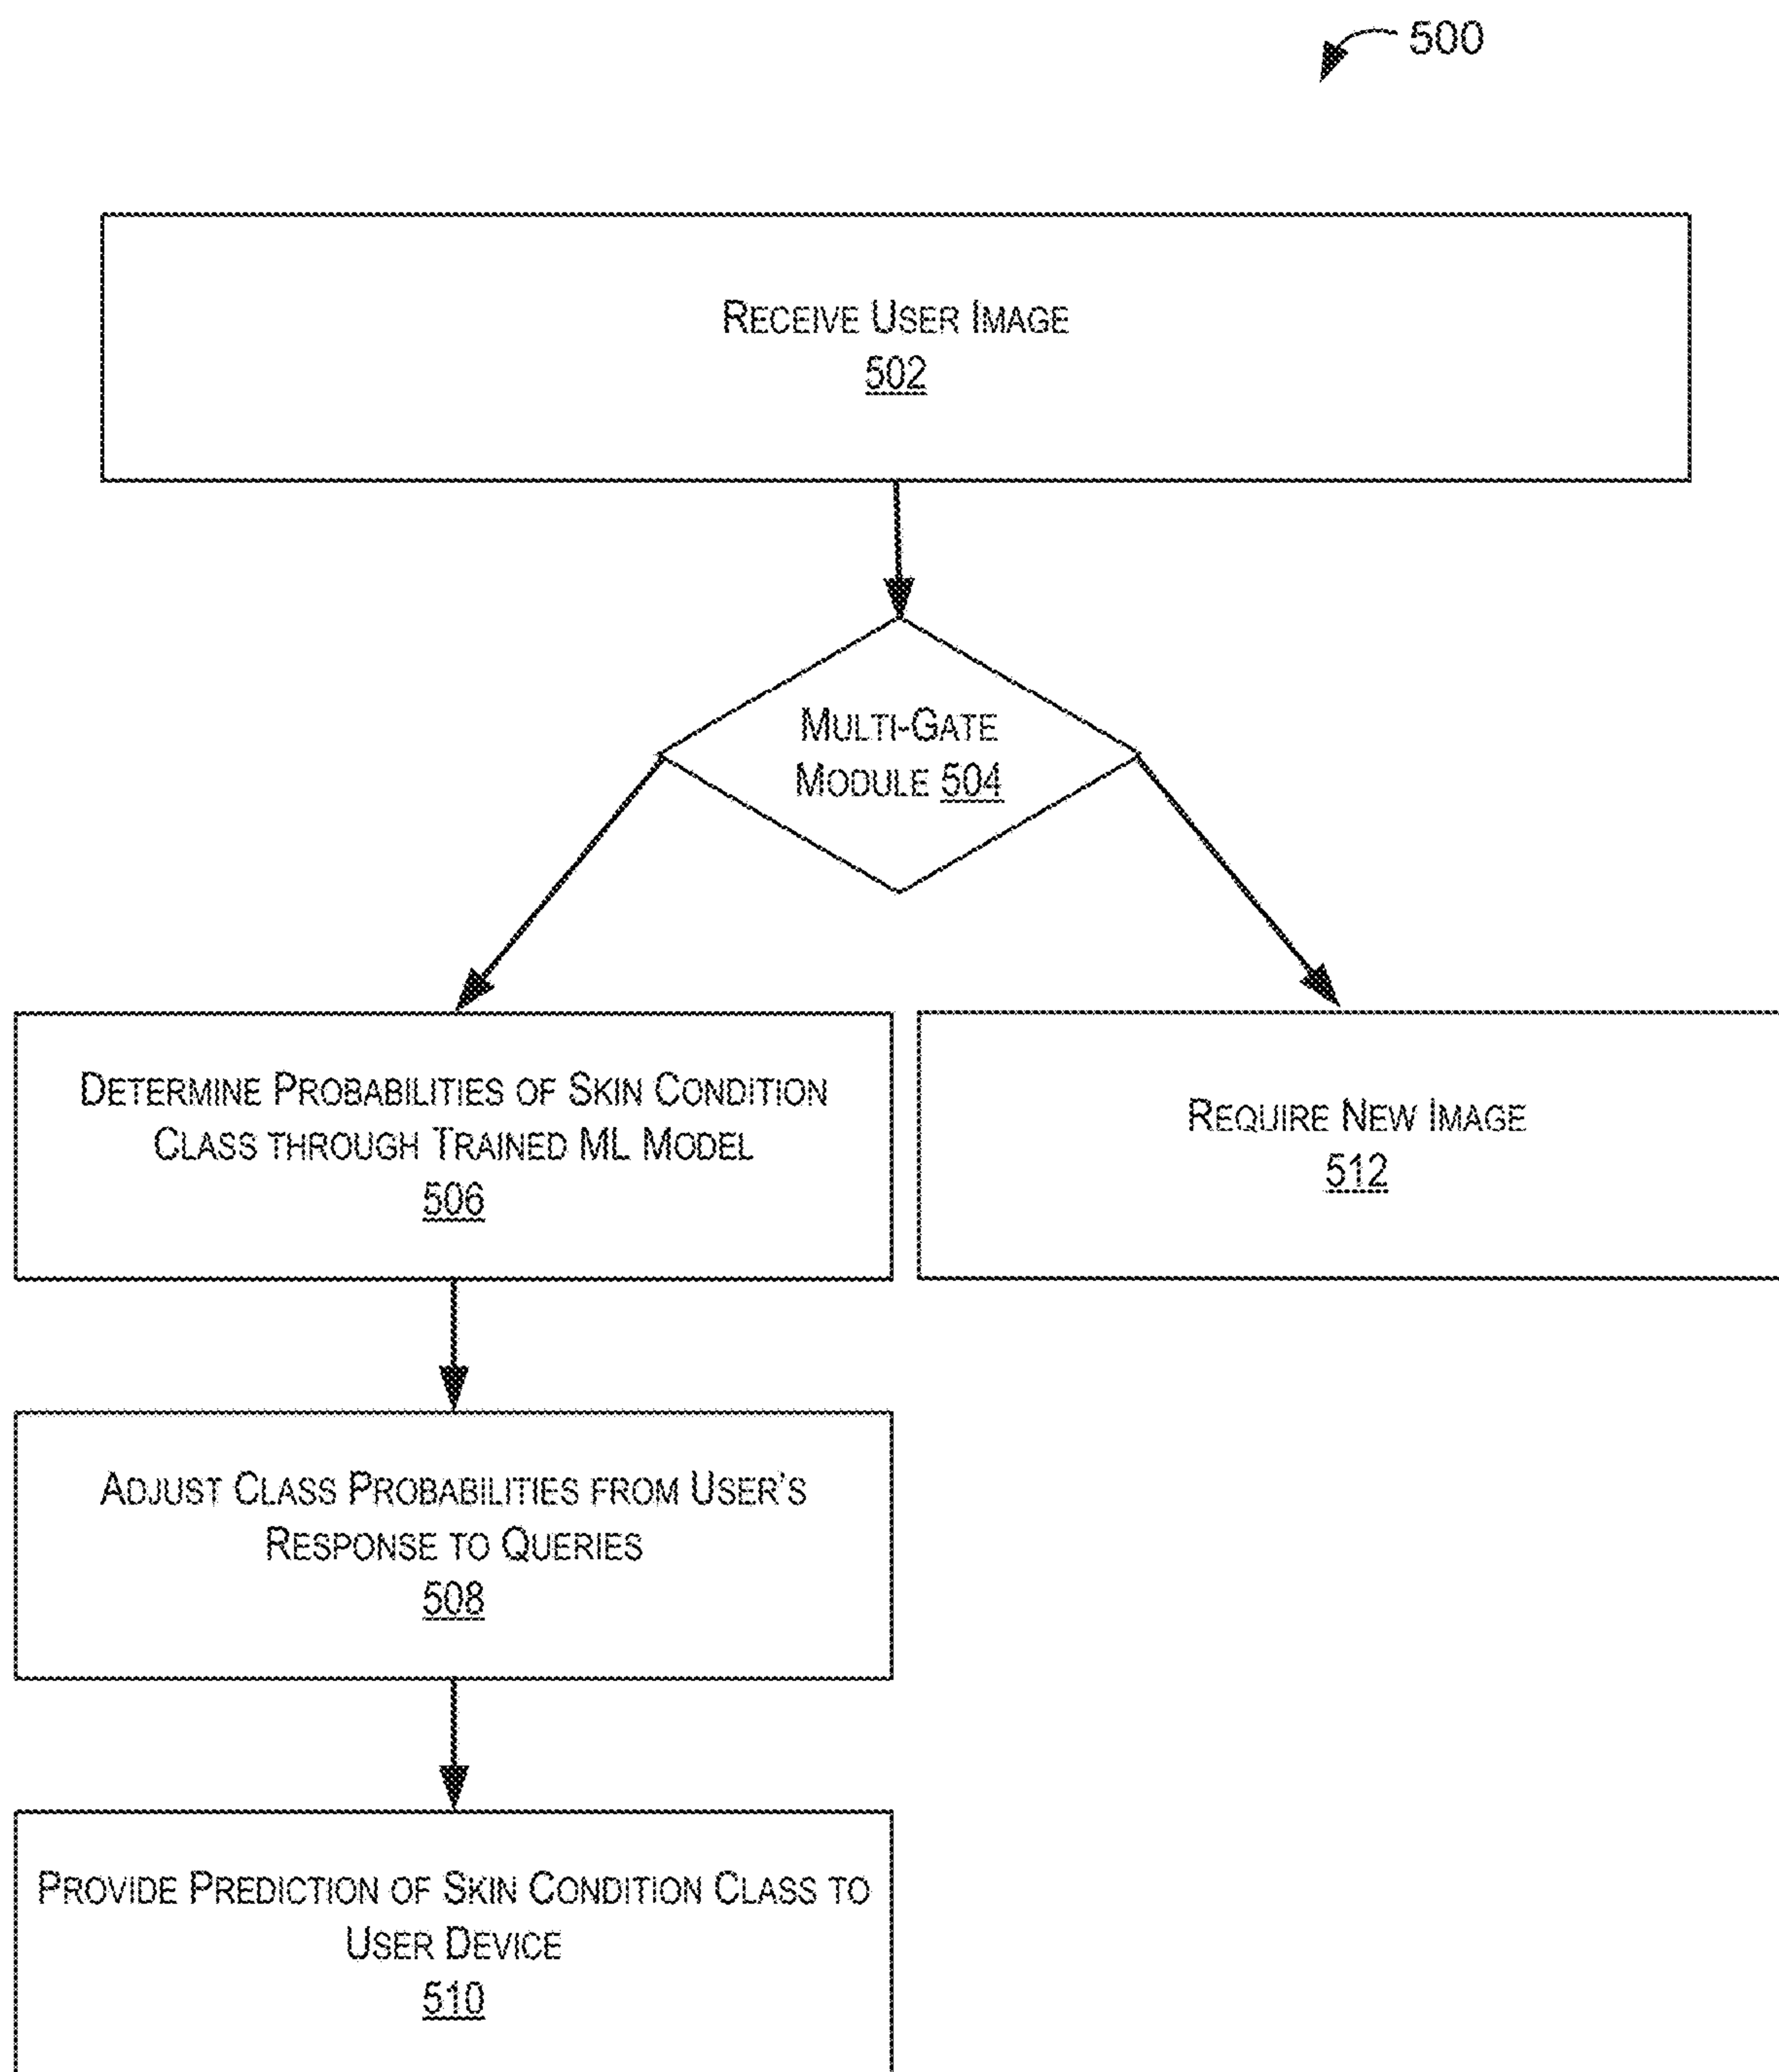 500
RECEIVE USER IMAGE
502
MULTI-GATE
MODULE 504
DETERMINE PROBABILITIES OF SKIN CONDITION
CLASS THROUGH TRAINED ML MODEL
506
REQUIRE NEW IMAGE
512
ADJUST CLASS PROBABILITIES FROM USER'S
RESPONSE TO QUERIES
508
PROVIDE PREDICTION OF SKIN CONDITION CLASS TO
USER DEVICE
510